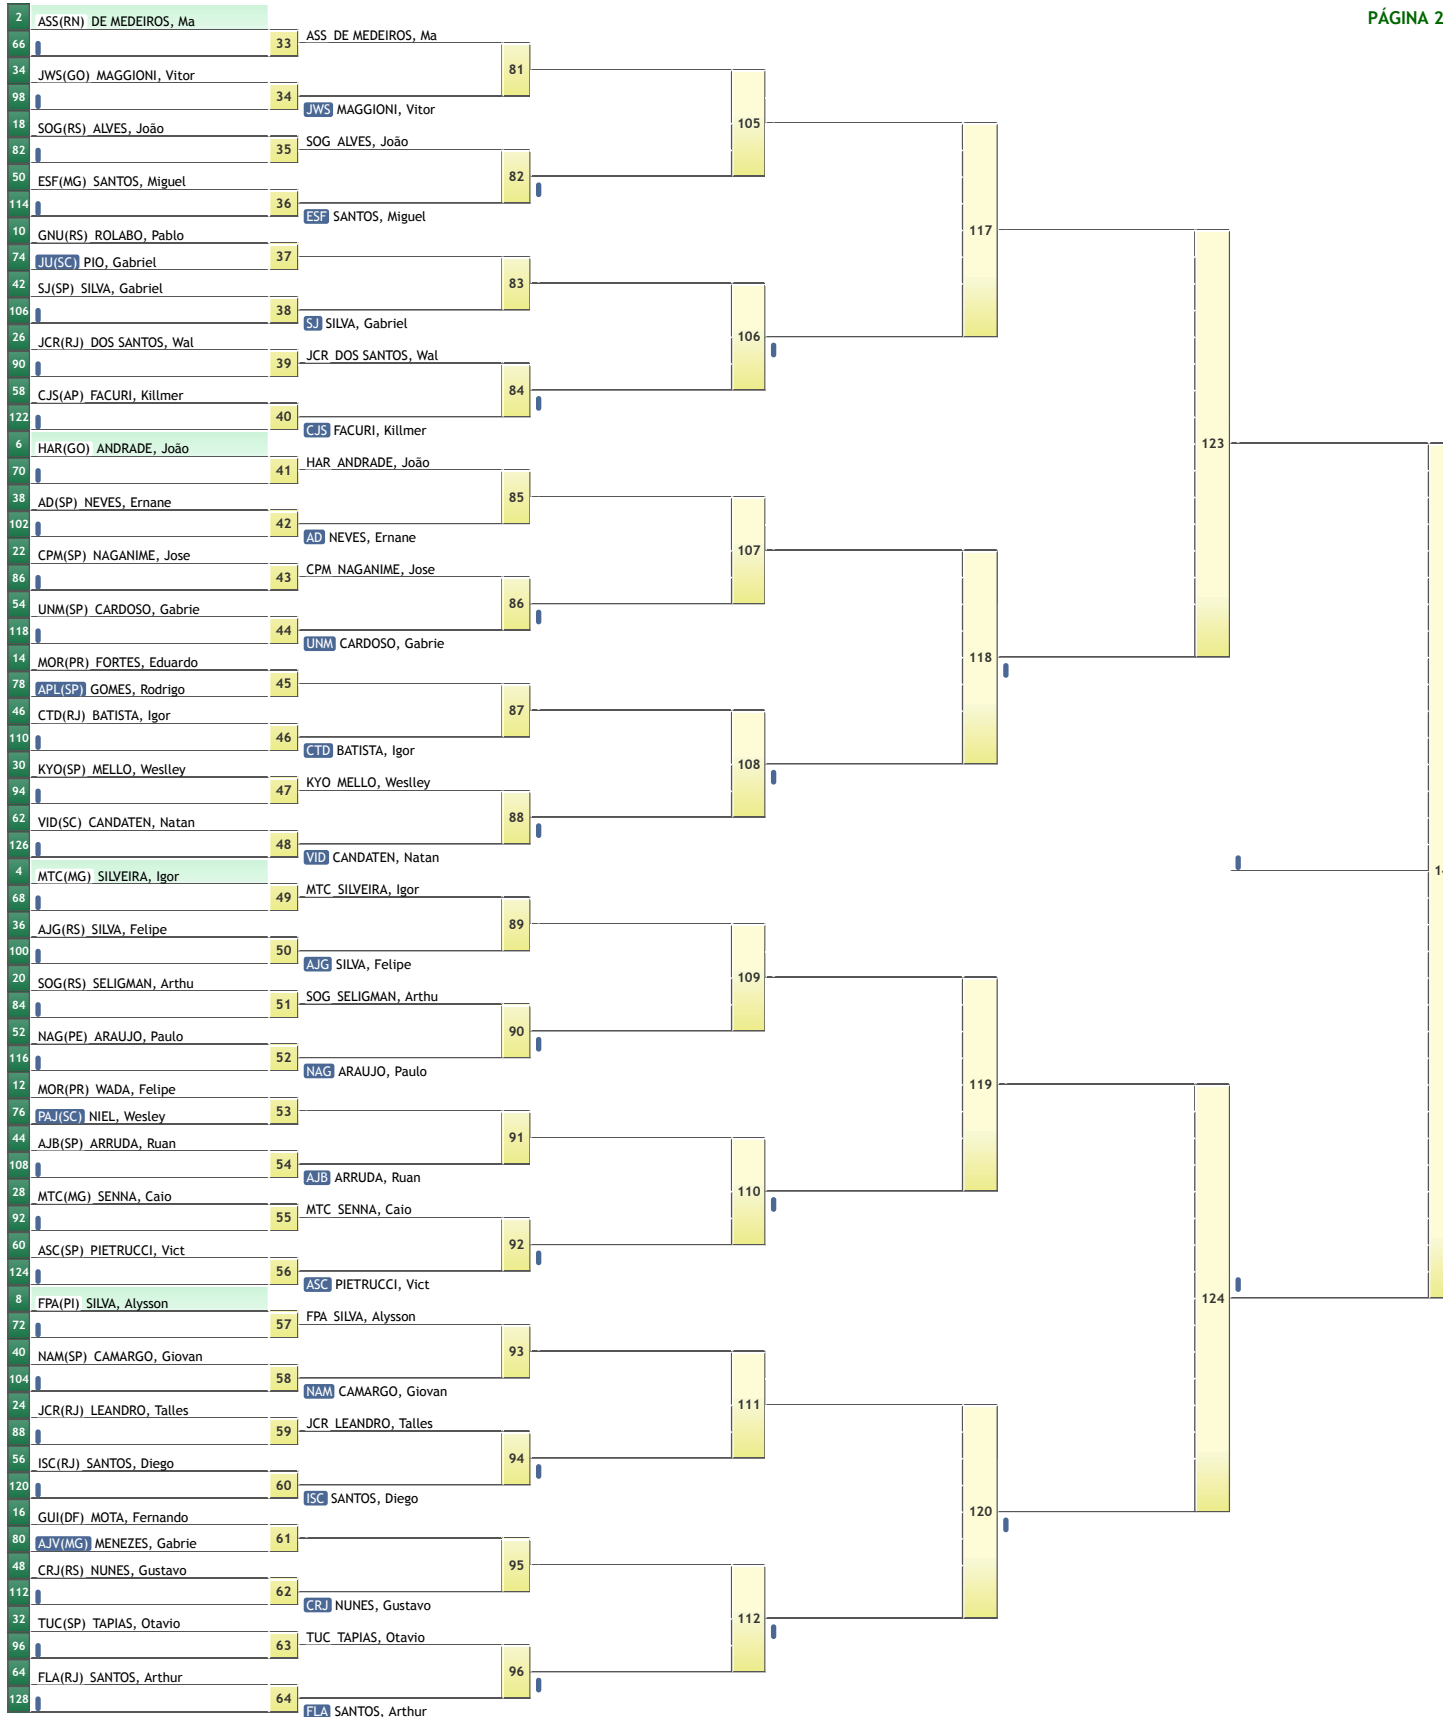 PÁGINA 2
2 ASS(RN) DE MEDEIROS, Ma
66
33 ASS DE MEDEIROS, Ma
81
34 JWS(GO) MAGGIONI, Vitor
98
34 JWS MAGGIONI, Vitor
105
18 SOG(RS) ALVES, João
82
35 SOG ALVES, João
82
50 ESF(MG) SANTOS, Miguel
114
36 ESF SANTOS, Miguel
117
10 GNU(RS) ROLABO, Pablo
74 JU(SC) PIO, Gabriel
37
83
42 SJ(SP) SILVA, Gabriel
106
38 SJ SILVA, Gabriel
106
26 JCR(RJ) DOS SANTOS, Wal
90
39 JCR DOS SANTOS, Wal
84
58 CJS(AP) FACURI, Killmer
122
40 CJS FACURI, Killmer
123
6 HAR(GO) ANDRADE, João
70
41 HAR ANDRADE, João
85
38 AD(SP) NEVES, Ernane
102
42 AD NEVES, Ernane
107
22 CPM(SP) NAGANIME, Jose
86
43 CPM NAGANIME, Jose
86
54 UNM(SP) CARDOSO, Gabrie
118
44 UNM CARDOSO, Gabrie
118
14 MOR(PR) FORTES, Eduardo
78 APL(SP) GOMES, Rodrigo
45
87
46 CTD(RJ) BATISTA, Igor
110
46 CTD BATISTA, Igor
108
30 KYO(SP) MELLO, Weslley
94
47 KYO MELLO, Weslley
88
62 VID(SC) CANDATEN, Natan
126
48 VID CANDATEN, Natan
4 MTC(MG) SILVEIRA, Igor
68
49 MTC SILVEIRA, Igor
89
36 AJG(RS) SILVA, Felipe
100
50 AJG SILVA, Felipe
109
20 SOG(RS) SELIGMAN, Arthu
84
51 SOG SELIGMAN, Arthu
90
52 NAG(PE) ARAUJO, Paulo
116
52 NAG ARAUJO, Paulo
119
12 MOR(PR) WADA, Felipe
76 PAJ(SC) NIEL, Wesley
53
91
44 AJB(SP) ARRUDA, Ruan
108
54 AJB ARRUDA, Ruan
110
28 MTC(MG) SENNA, Caio
92
55 MTC SENNA, Caio
92
60 ASC(SP) PIETRUCCI, Vict
124
56 ASC PIETRUCCI, Vict
124
8 FPA(PI) SILVA, Alysson
72
57 FPA SILVA, Alysson
93
40 NAM(SP) CAMARGO, Giovan
104
58 NAM CAMARGO, Giovan
111
24 JCR(RJ) LEANDRO, Talles
88
59 JCR LEANDRO, Talles
94
56 ISC(RJ) SANTOS, Diego
120
60 ISC SANTOS, Diego
120
16 GUI(DF) MOTA, Fernando
80 AJV(MG) MENEZES, Gabrie
61
95
48 CRJ(RS) NUNES, Gustavo
112
62 CRJ NUNES, Gustavo
112
32 TUC(SP) TAPIAS, Otavio
96
63 TUC TAPIAS, Otavio
96
64 FLA(RJ) SANTOS, Arthur
128
64 FLA SANTOS, Arthur